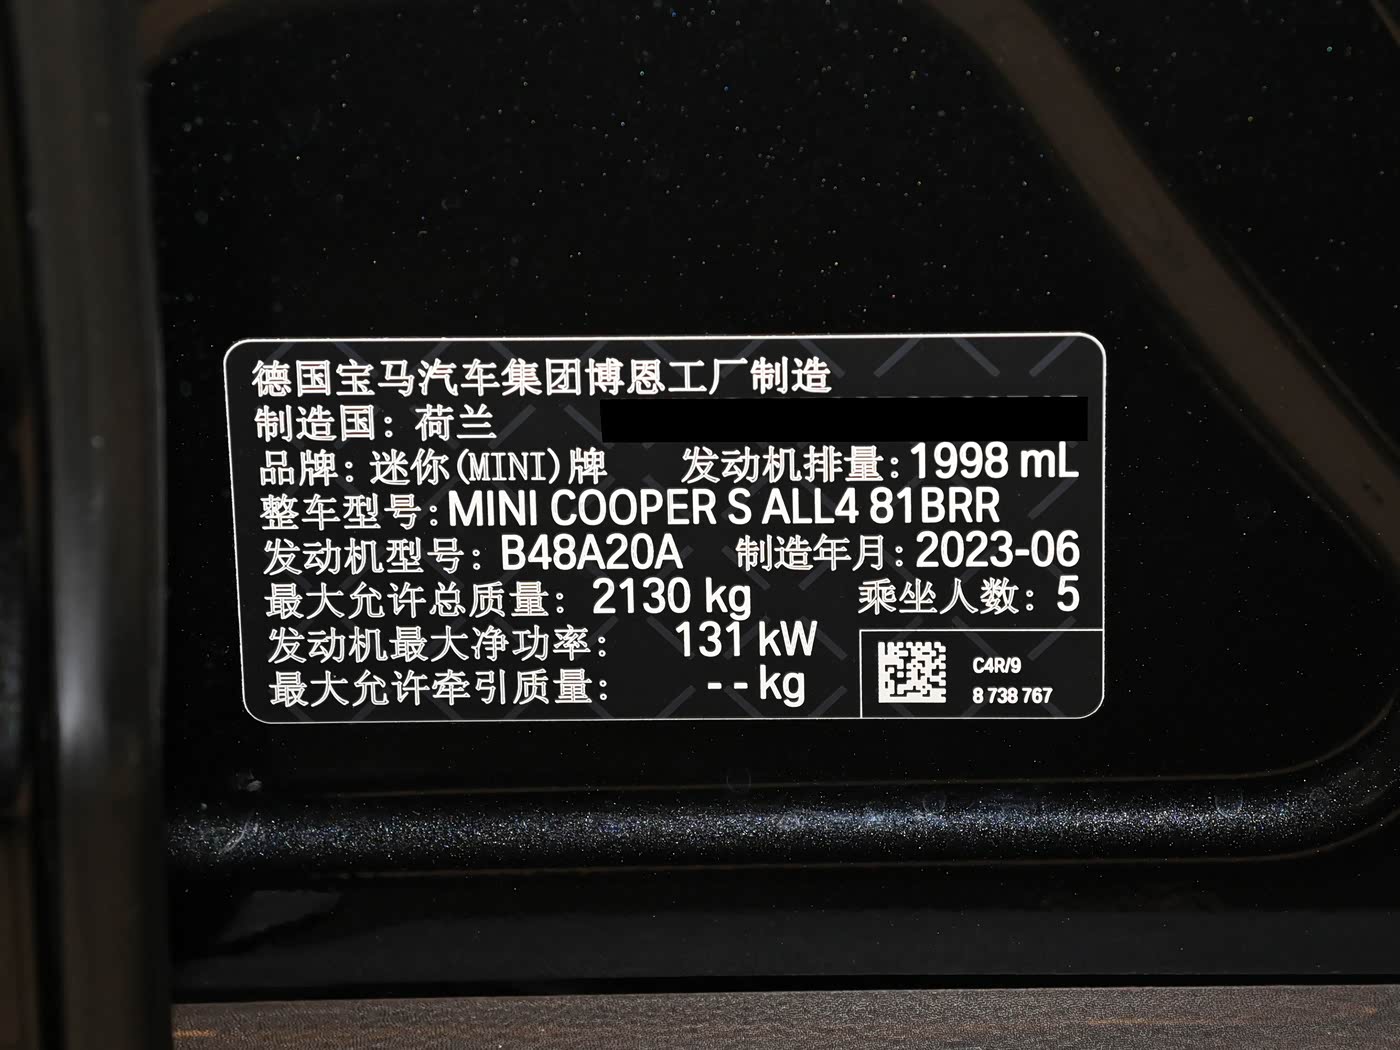 德国宝马汽车集团博恩工厂制造
制造国：荷兰
品牌：迷你(MINI)牌 发动机排量：1998 mL
整车型号：MINI COOPER S ALL4 81BRR
发动机型号：B48A20A 制造年月：2023-06
最大允许总质量：2130 kg 乘坐人数：5
发动机最大净功率：131 kW
最大允许牵引质量：--kg
C4R/9
8 738 767